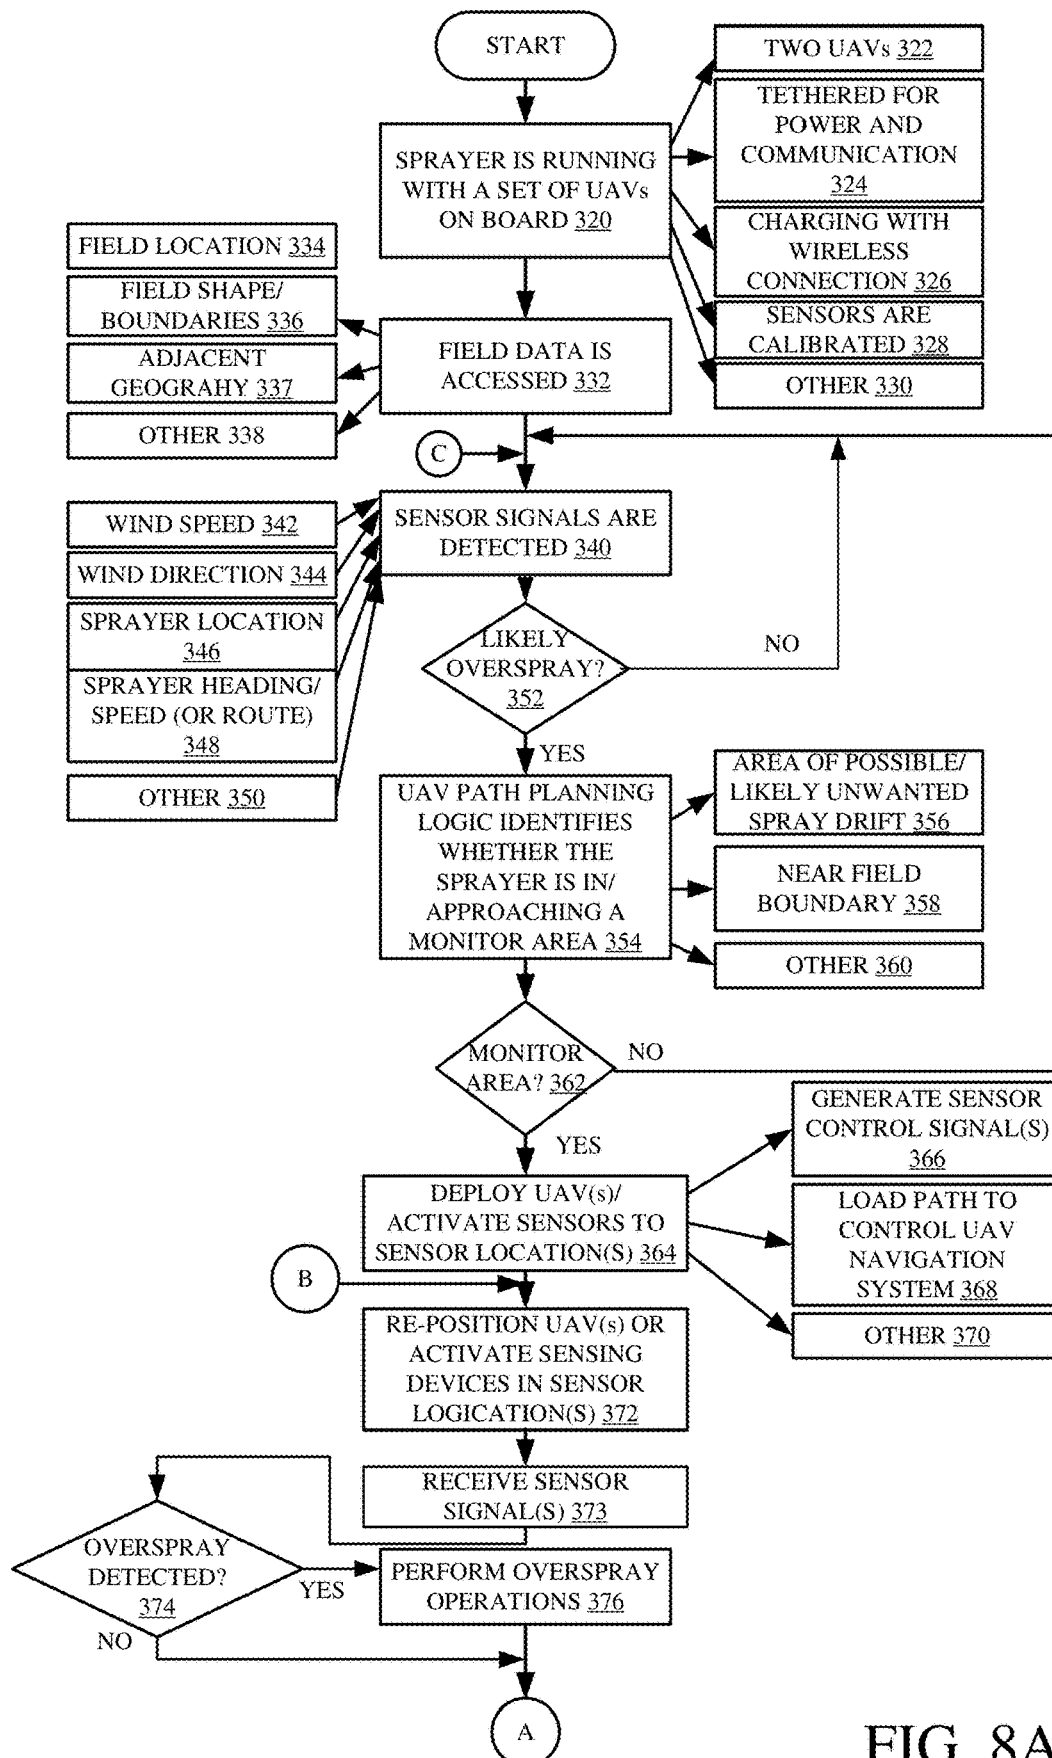 START
TWO UAVs 322
TETHERED FOR
POWER AND
COMMUNICATION
324
SPRAYER IS RUNNING
WITH A SET OF UAVs
ON BOARD 320
CHARGING WITH
WIRELESS
CONNECTION 326
SENSORS ARE
CALIBRATED 328
OTHER 330
FIELD LOCATION 334
FIELD SHAPE/
BOUNDARIES 336
ADJACENT
GEOGRAHY 337
OTHER 338
FIELD DATA IS
ACCESSED 332
C
SENSOR SIGNALS ARE
DETECTED 340
WIND SPEED 342
WIND DIRECTION 344
SPRAYER LOCATION
346
SPRAYER HEADING/
SPEED (OR ROUTE)
348
OTHER 350
LIKELY
OVERSPRAY?
352
NO
YES
UAV PATH PLANNING
LOGIC IDENTIFIES
WHETHER THE
SPRAYER IS IN/
APPROACHING A
MONITOR AREA 354
AREA OF POSSIBLE/
LIKELY UNWANTED
SPRAY DRIFT 356
NEAR FIELD
BOUNDARY 358
OTHER 360
MONITOR
AREA? 362
NO
YES
GENERATE SENSOR
CONTROL SIGNAL(S)
366
DEPLOY UAV(s)/
ACTIVATE SENSORS TO
SENSOR LOCATION(S) 364
LOAD PATH TO
CONTROL UAV
NAVIGATION
SYSTEM 368
OTHER 370
B
RE-POSITION UAV(s) OR
ACTIVATE SENSING
DEVICES IN SENSOR
LOGICATION(S) 372
RECEIVE SENSOR
SIGNAL(S) 373
OVERSPRAY
DETECTED?
374
YES
NO
PERFORM OVERSPRAY
OPERATIONS 376
A
FIG. 8A